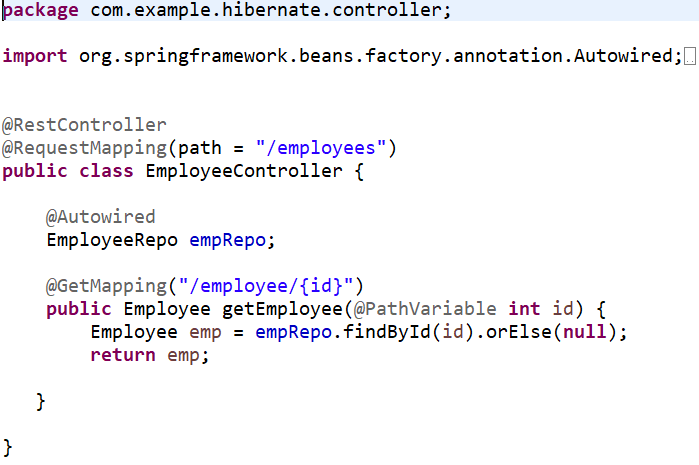 package com.example.hibernate.controller;
import org.springframework.beans.factory.annotation.Autowired;
@RestController
@RequestMapping(path = "/employees")
public class EmployeeController {
@Autowired
EmployeeRepo empRepo;
@GetMapping("/employee/{id}")
public Employee getEmployee(@PathVariable int id) {
Employee emp = empRepo.findById(id).orElse(null);
return emp;
}
}